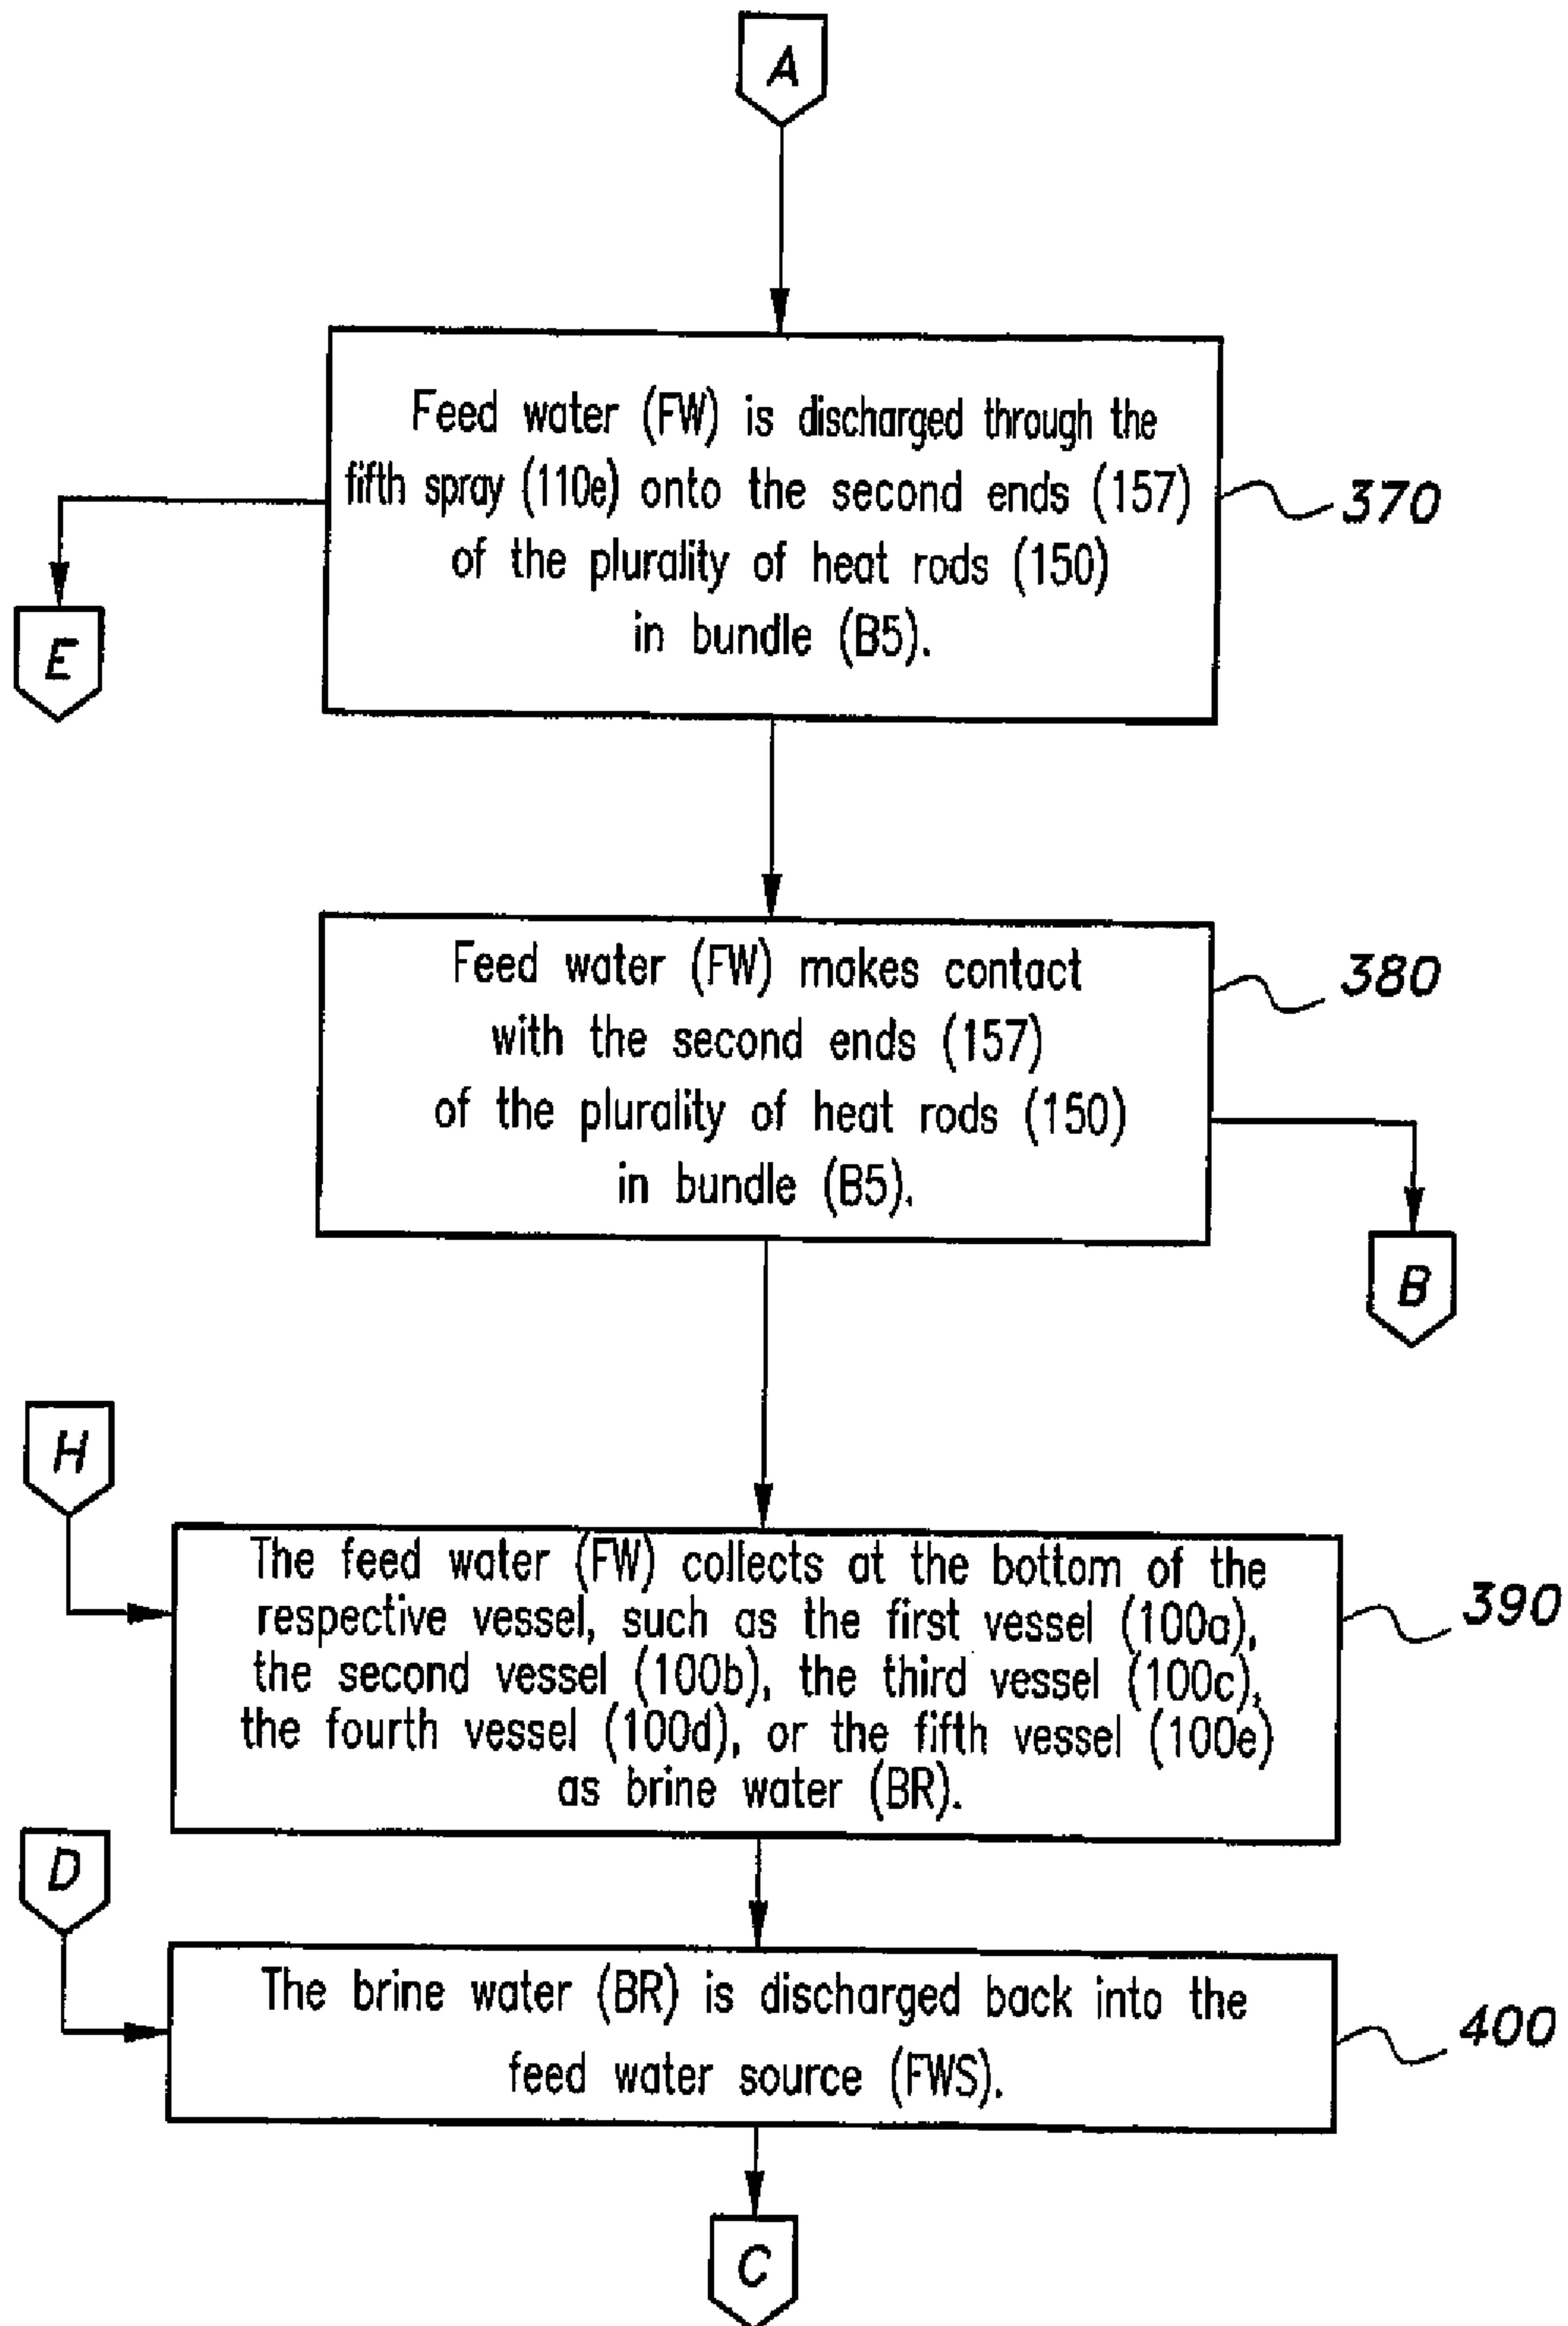 A
Feed water (FW) is discharged through the
fifth spray (110e) onto the second ends (157)
of the plurality of heat rods (150)
in bundle (B5).
370
E
Feed water (FW) makes contact
with the second ends (157)
of the plurality of heat rods (150)
in bundle (B5).
380
B
H
The feed water (FW) collects at the bottom of the
respective vessel, such as the first vessel (100a),
the second vessel (100b), the third vessel (100c),
the fourth vessel (100d), or the fifth vessel (100e)
as brine water (BR).
390
D
The brine water (BR) is discharged back into the
feed water source (FWS).
400
C